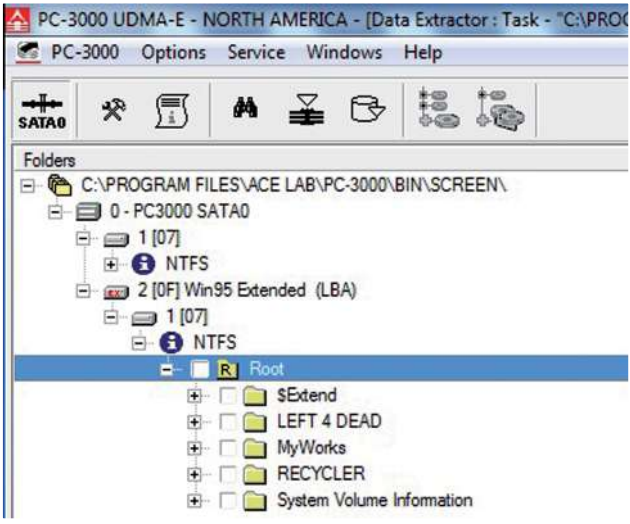 PC-3000 UDMA-E - NORTH AMERICA - [Data Extractor : Task - "C:\PROG
PC-3000 Options Service Windows Help
SATA0
Folders
C:\PROGRAM FILES\ACE LAB\PC-3000\BIN\SCREEN\
0 - PC3000 SATA0
1 [07]
NTFS
2 [0F] Win95 Extended (LBA)
1 [07]
NTFS
R Root
$Extend
LEFT 4 DEAD
MyWorks
RECYCLER
System Volume Information